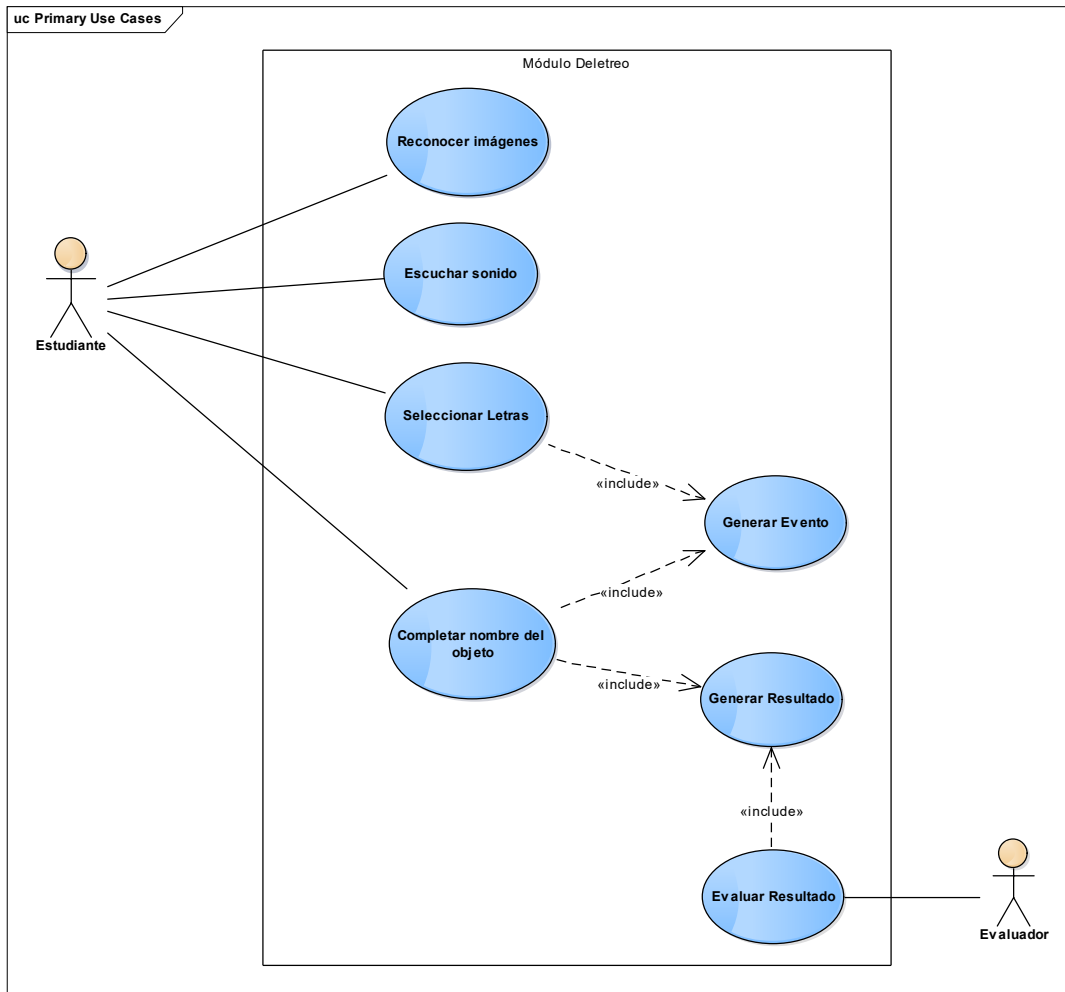 uc Primary Use Cases
Módulo Deletreo
Reconocer imágenes
Escuchar sonido
Estudiante
Seleccionar Letras
«include»
Generar Evento
«include»
Completar nombre del
objeto
«include»
Generar Resultado
«include»
Evaluar Resultado
Evaluador